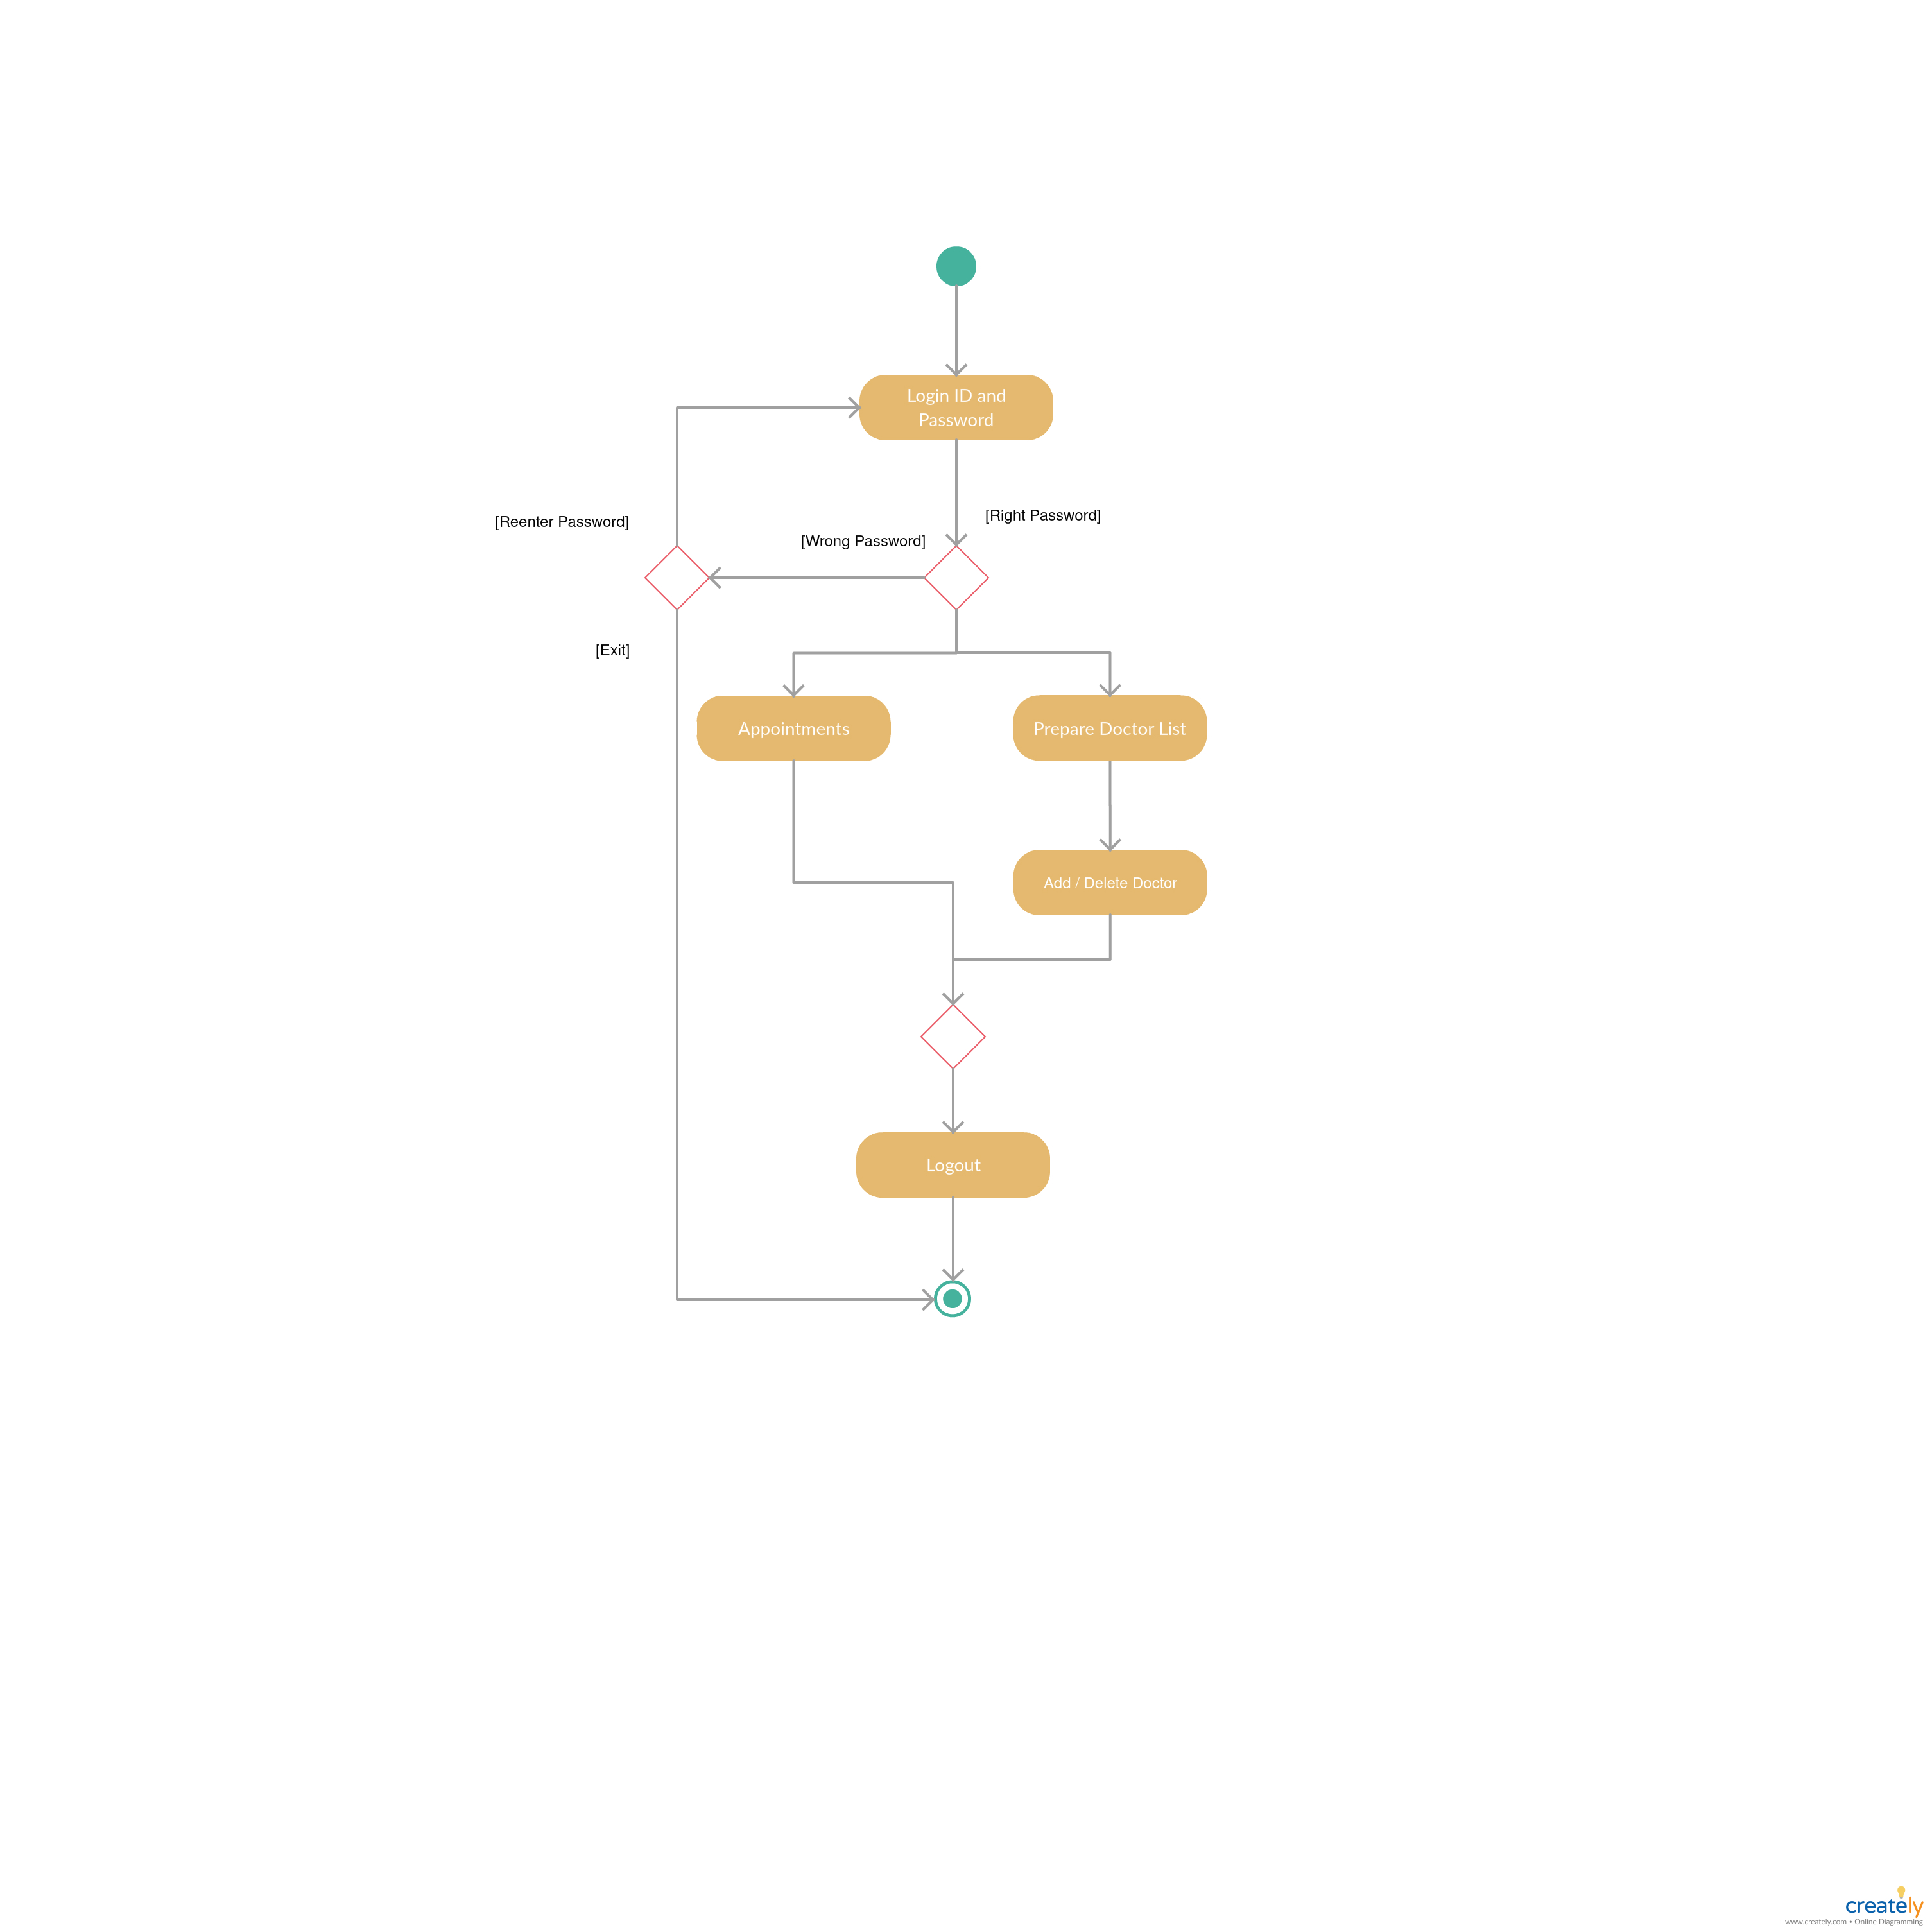 Login ID and
Password
[Right Password]
[Reenter Password]
[Wrong Password]
[Exit]
Appointments
Prepare Doctor List
Add / Delete Doctor
Logout
creately
www.creately.com • Online Diagramming